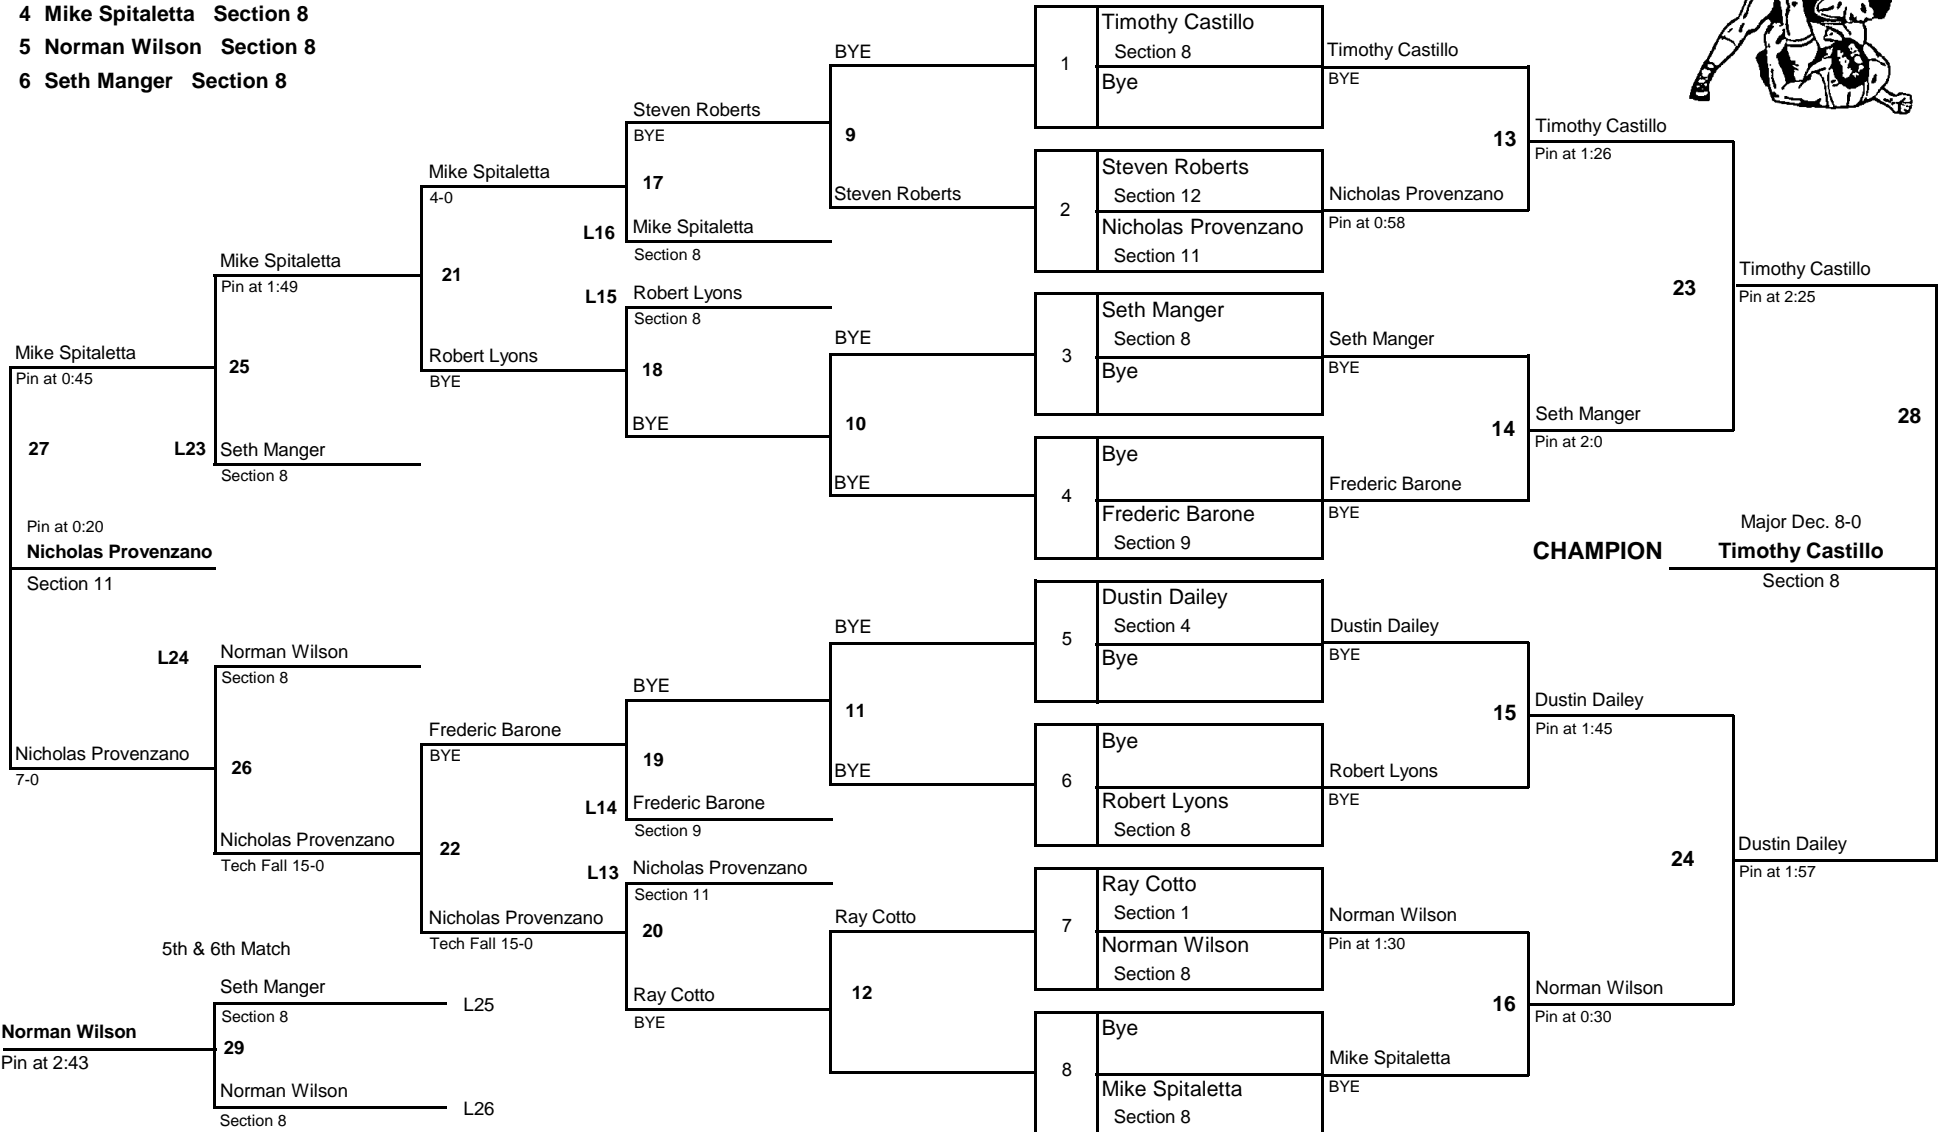 4 Mike Spitaletta Section 8
5 Norman Wilson Section 8
6 Seth Manger Section 8
Mike Spitaletta
Pin at 0:45
27
Pin at 0:20
Nicholas Provenzano
Section 11
Nicholas Provenzano
7-0
Mike Spitaletta
Pin at 1:49
25
L23 Seth Manger
Section 8
L24 Norman Wilson
Section 8
26
Nicholas Provenzano
Tech Fall 15-0
5th & 6th Match
Seth Manger
Section 8
L25
Norman Wilson
Pin at 2:43
29
Norman Wilson
Section 8
L26
Mike Spitaletta
4-0
21
Robert Lyons
BYE
Frederic Barone
BYE
22
Nicholas Provenzano
Tech Fall 15-0
Steven Roberts
BYE
17
L16 Mike Spitaletta
Section 8
L15 Robert Lyons
Section 8
18
BYE
BYE
19
L14 Frederic Barone
Section 9
L13 Nicholas Provenzano
Section 11
20
Ray Cotto
BYE
BYE
9
Steven Roberts
BYE
10
BYE
BYE
11
BYE
Ray Cotto
12
Timothy Castillo
1
Section 8
Bye
Steven Roberts
2
Section 12
Nicholas Provenzano
Section 11
Seth Manger
3
Section 8
Bye
Bye
4
Frederic Barone
Section 9
Dustin Dailey
5
Section 4
Bye
Bye
6
Robert Lyons
Section 8
Ray Cotto
7
Section 1
Norman Wilson
Section 8
Bye
8
Mike Spitaletta
Section 8
Timothy Castillo
BYE
13
Nicholas Provenzano
Pin at 0:58
Seth Manger
BYE
14
Frederic Barone
BYE
Dustin Dailey
BYE
15
Robert Lyons
BYE
Norman Wilson
Pin at 1:30
16
Mike Spitaletta
BYE
Timothy Castillo
Pin at 1:26
23
Seth Manger
Pin at 2:0
Dustin Dailey
Pin at 1:45
24
Norman Wilson
Pin at 0:30
Timothy Castillo
Pin at 2:25
28
Major Dec. 8-0
CHAMPION Timothy Castillo
Section 8
Dustin Dailey
Pin at 1:57